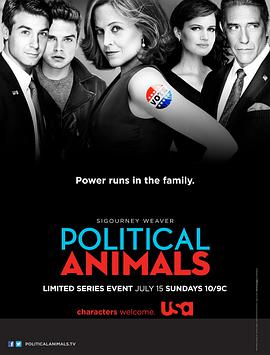 VOTE
Power runs in the family.
SIGOURNEY WEAVER
POLITICAL
ANIMALS
LIMITED SERIES EVENT JULY 15 SUNDAYS 10/9C
characters welcome. usa
POLITICALANIMALS.TV